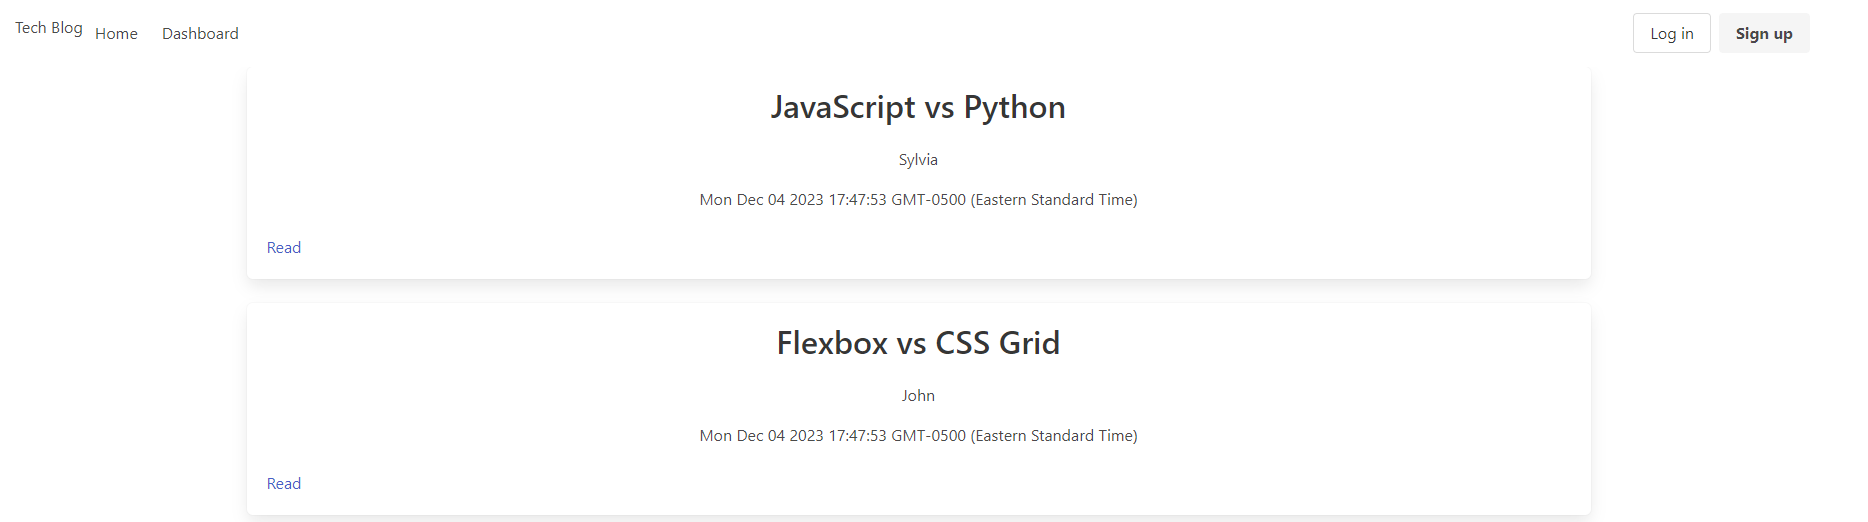 Tech Blog Home Dashboard Log in Sign up
JavaScript vs Python
Sylvia
Mon Dec 04 2023 17:47:53 GMT-0500 (Eastern Standard Time)
Read
Flexbox vs CSS Grid
John
Mon Dec 04 2023 17:47:53 GMT-0500 (Eastern Standard Time)
Read